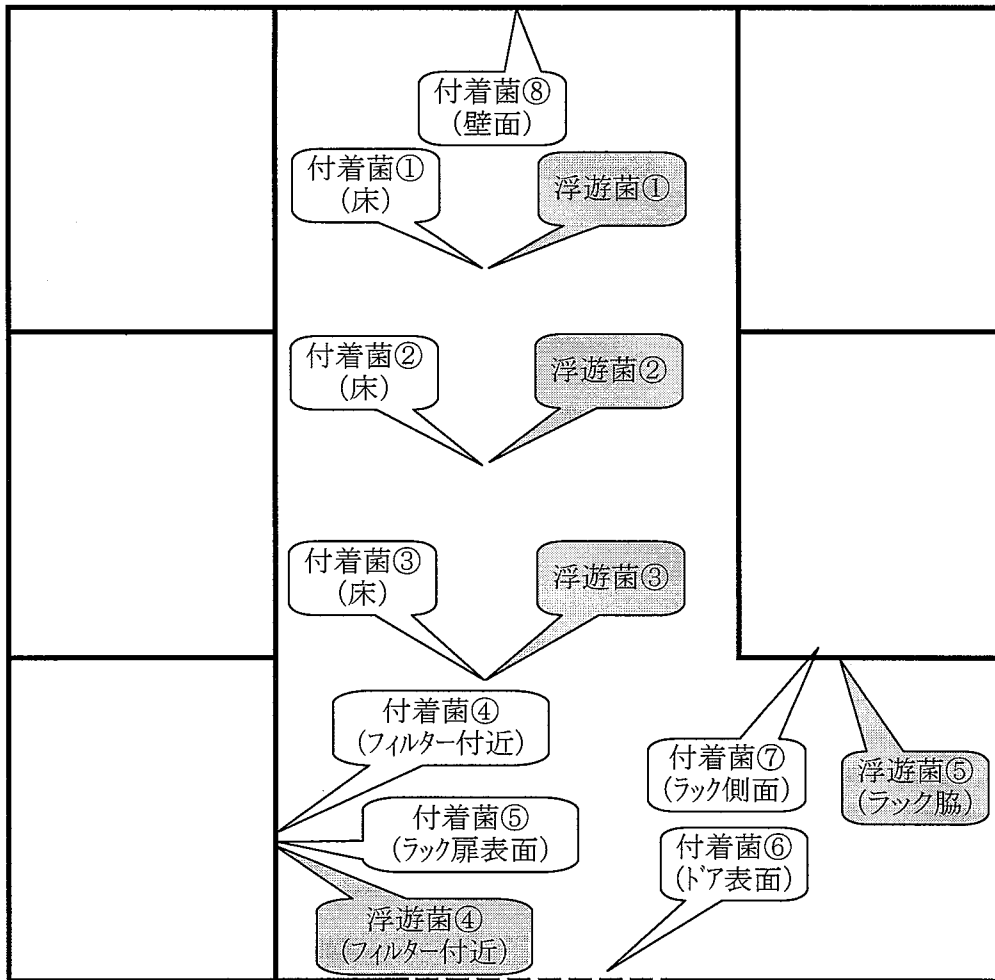 付着菌⑧
(壁面)
付着菌①
(床)
浮遊菌①
付着菌②
(床)
浮遊菌②
付着菌③
(床)
浮遊菌③
付着菌④
(フィルター付近)
付着菌⑤
(ラック扉表面)
浮遊菌④
(フィルター付近)
付着菌⑦
(ラック側面)
浮遊菌⑤
(ラック脇)
付着菌⑥
(ドア表面)